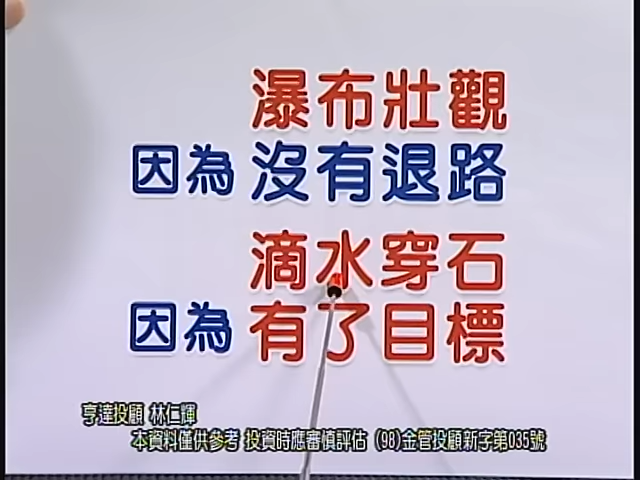 瀑布壯觀
因為沒有退路
滴水穿石
因為有了目標
亨達投顧 林仁輝
本資料僅供參考 投資時應審慎評估 (98)金管投顧新字第035號